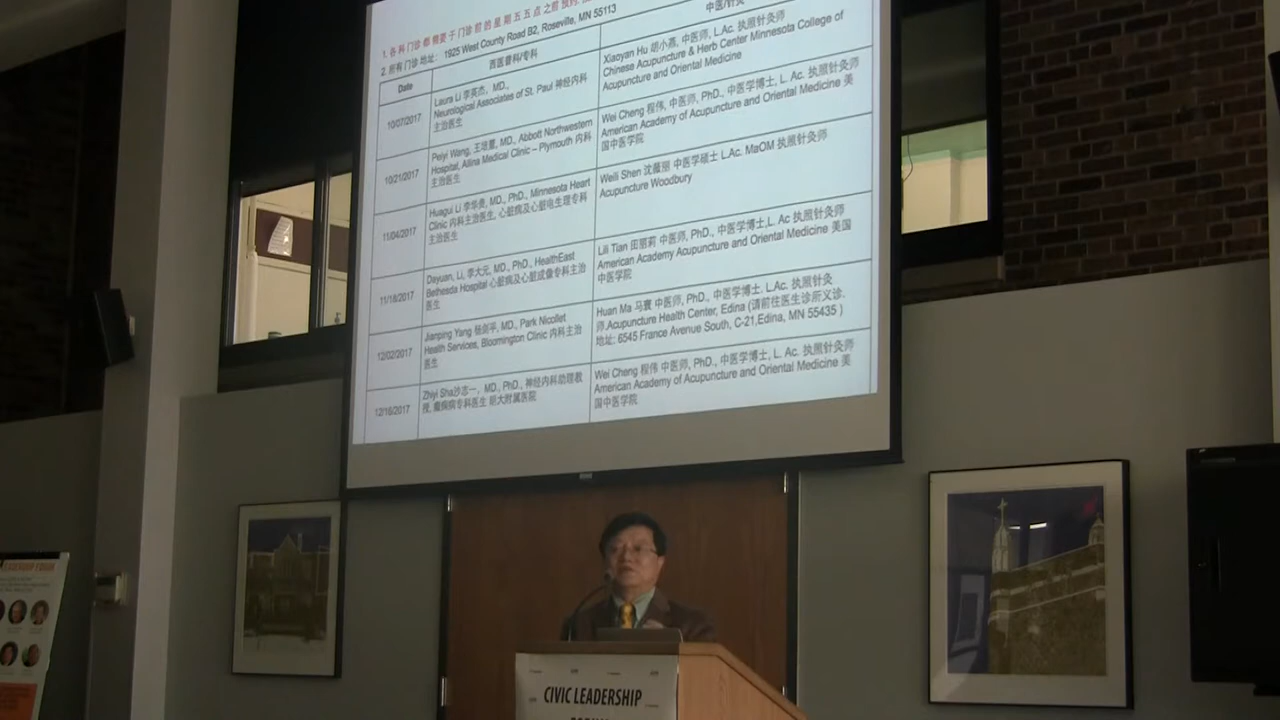 1. 各科门诊都需要于门诊前的星期五五点之前预约.
2. 所有门诊地址: 1925 West County Road B2, Roseville, MN 55113
Date
西医普科/专科
中医/针灸
10/07/2017
Laura Li 李英杰, MD.,
Neurological Associates of St. Paul 神经内科
主治医生
Xiaoyan Hu 胡小燕, 中医师, L.Ac. 执照针灸师
Chinese Acupuncture & Herb Center Minnesota College of
Acupuncture and Oriental Medicine
10/21/2017
Peiyi Wang, 王培, MD., Abbott Northwestern
Hospital, Allina Medical Clinic – Plymouth 内科
主治医生
Wei Cheng 程伟, 中医师, PhD., 中医学博士, L. Ac. 执照针灸师
American Academy of Acupuncture and Oriental Medicine 美
国中医学院
11/04/2017
Huagui Li 李华贵, MD., PhD., Minnesota Heart
Clinic 内科主治医生, 心脏病及心脏电生理专科
主治医生
Weili Shen 沈薇丽 中医学硕士 L.Ac. MaOM 执照针灸师
Acupuncture Woodbury
11/18/2017
Dayuan, Li, 李大元, MD., PhD., HealthEast
Bethesda Hospital 心脏病及心脏成像专科主治
医生
Lili Tian 田丽莉 中医师, PhD., 中医学博士,L. Ac 执照针灸师
American Academy Acupuncture and Oriental Medicine 美国
中医学院
12/02/2017
Jianping Yang 杨剑平, MD., Park Nicollet
Health Services, Bloomington Clinic 内科主治
医生
Huan Ma 马寰 中医师, PhD., 中医学博士. L. Ac. 执照针灸
师.Acupuncture Health Center, Edina (请前往医生诊所义诊.
地址: 6545 France Avenue South, C-21,Edina, MN 55435 )
12/16/2017
Zhiyi Sha沙志一, MD., PhD., 神经内科助理教
授, 癫痫病专科医生 明大附属医院
Wei Cheng 程伟 中医师, PhD., 中医学博士, L. Ac. 执照针灸师
American Academy of Acupuncture and Oriental Medicine 美
国中医学院
LEADERSHIP FORUM
CIVIC LEADERSHIP